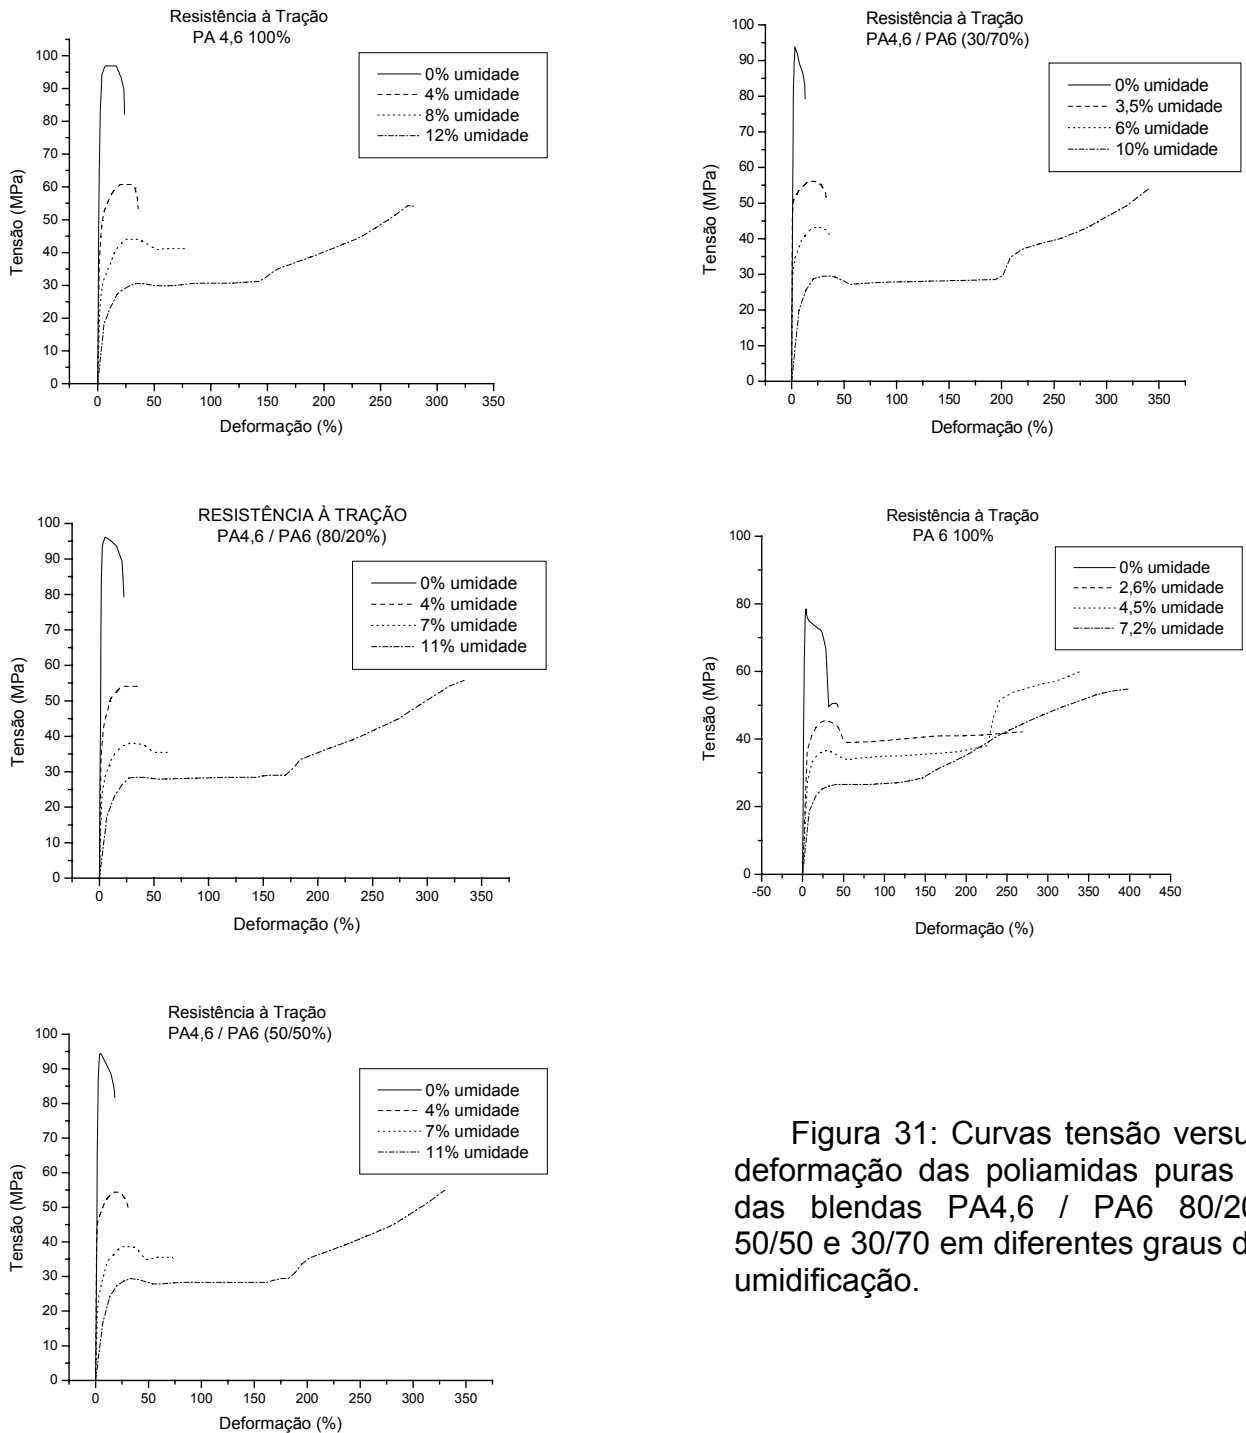 Resistência à Tração
PA 4,6 100%
0% umidade
4% umidade
8% umidade
12% umidade
100
90
80
70
60
50
40
30
20
10
0
Tensão (MPa)
0 50 100 150 200 250 300 350
Deformação (%)
Resistência à Tração
PA4,6 / PA6 (30/70%)
0% umidade
3,5% umidade
6% umidade
10% umidade
100
90
80
70
60
50
40
30
20
10
0
Tensão (MPa)
0 50 100 150 200 250 300 350
Deformação (%)
RESISTÊNCIA À TRAÇÃO
PA4,6 / PA6 (80/20%)
0% umidade
4% umidade
7% umidade
11% umidade
100
90
80
70
60
50
40
30
20
10
0
Tensão (MPa)
0 50 100 150 200 250 300 350
Deformação (%)
Resistência à Tração
PA 6 100%
0% umidade
2,6% umidade
4,5% umidade
7,2% umidade
100
80
60
40
20
0
Tensão (MPa)
-50 0 50 100 150 200 250 300 350 400 450
Deformação (%)
Resistência à Tração
PA4,6 / PA6 (50/50%)
0% umidade
4% umidade
7% umidade
11% umidade
100
90
80
70
60
50
40
30
20
10
0
Tensão (MPa)
0 50 100 150 200 250 300 350
Deformação (%)
Figura 31: Curvas tensão versu
deformação das poliamidas puras
das blendas PA4,6 / PA6 80/20
50/50 e 30/70 em diferentes graus d
umidificação.